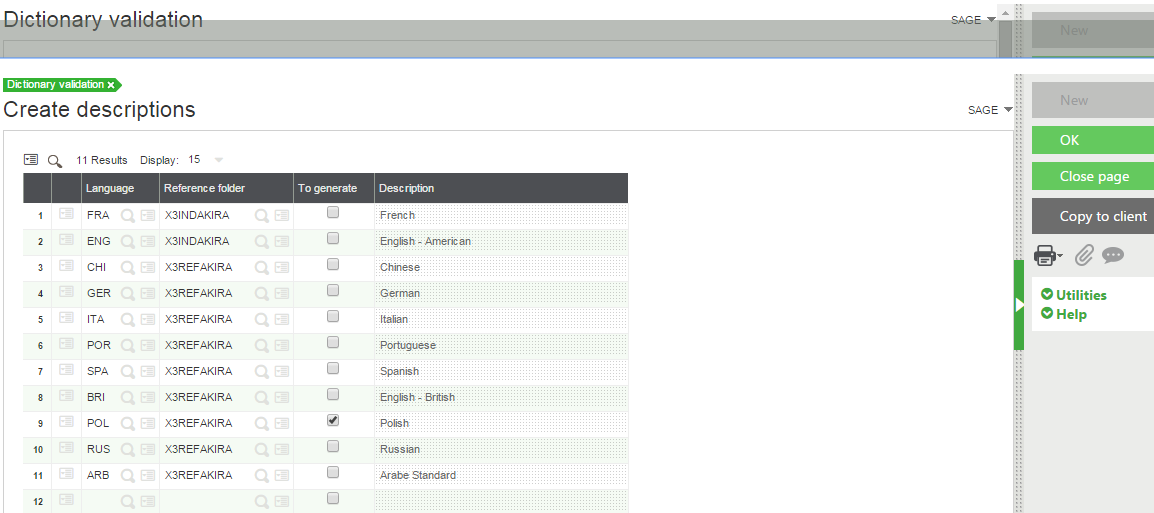 Dictionary validation
SAGE
New
Dictionary validation ×
Create descriptions
SAGE
New
OK
Close page
Copy to client
Utilities
Help
11 Results Display: 15
Language Reference folder To generate Description
1 FRA X3INDAKIRA French
2 ENG X3INDAKIRA English - American
3 CHI X3REFAKIRA Chinese
4 GER X3REFAKIRA German
5 ITA X3REFAKIRA Italian
6 POR X3REFAKIRA Portuguese
7 SPA X3REFAKIRA Spanish
8 BRI X3REFAKIRA English - British
9 POL X3REFAKIRA Polish
10 RUS X3REFAKIRA Russian
11 ARB X3REFAKIRA Arabe Standard
12